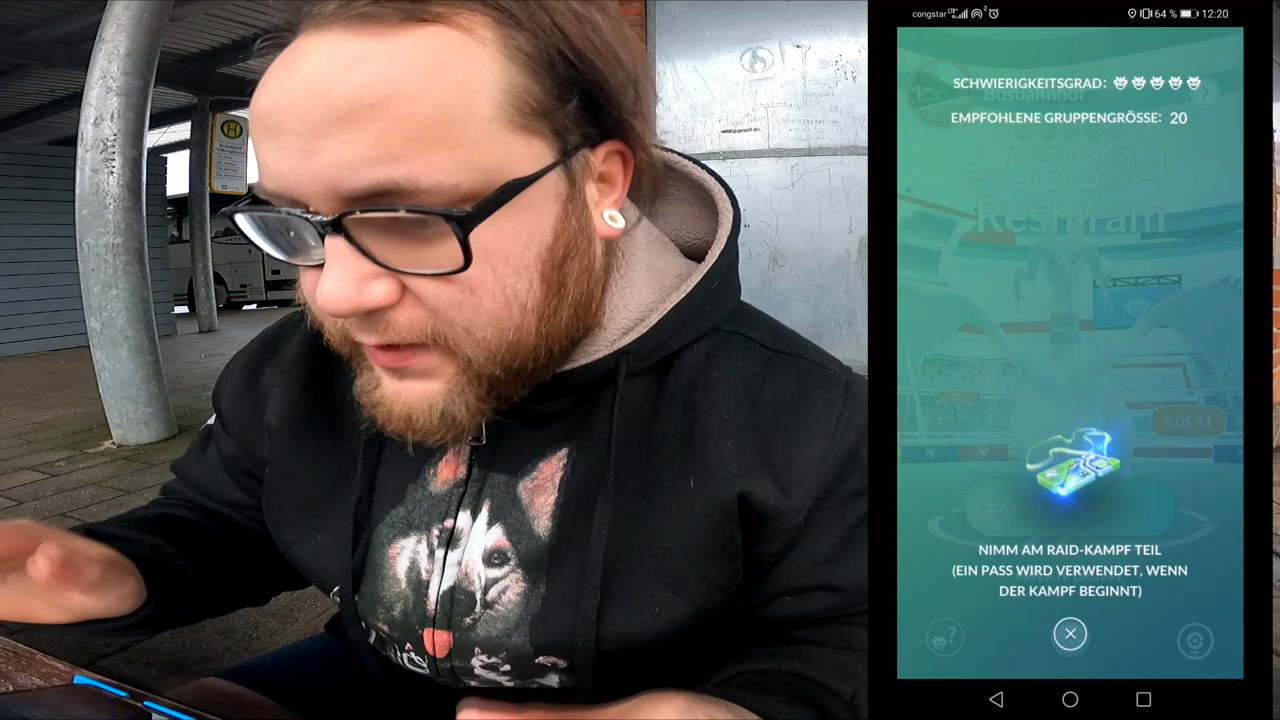 congstar
64 %
12:20
SCHWIERIGKEITSGRAD:
Busbahnhof
EMPFOHLENE GRUPPENGRÖSSE: 20
WP 53394
Reshiram
0:05:41
NIMM AM RAID-KAMPF TEIL
(EIN PASS WIRD VERWENDET, WENN
DER KAMPF BEGINNT)
H